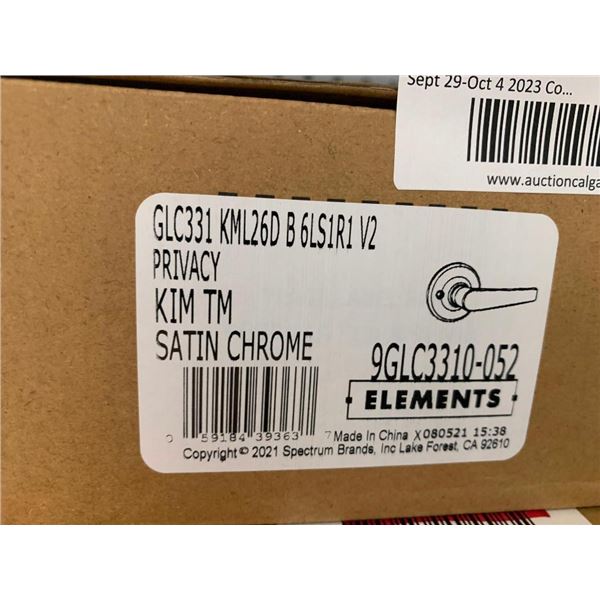 Sept 29-Oct 4 2023 Co...
www.auctioncalga
GLC331 KML26D B 6LS1R1 V2
PRIVACY
KIM TM
SATIN CHROME
9GLC3310-052
ELEMENTS
0 59184 39363 7 Made In China X080521 15:38
Copyright © 2021 Spectrum Brands, Inc Lake Forest, CA 92610